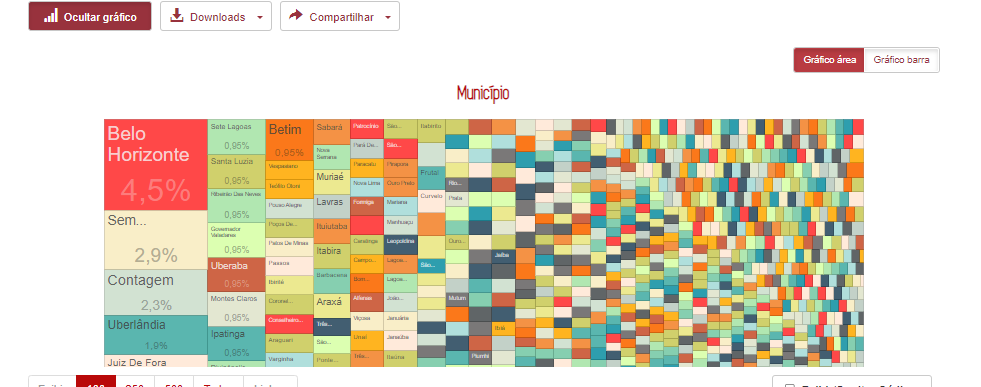 Ocultar gráfico
Downloads
Compartilhar
Gráfico área
Gráfico barra
Município
Belo
Horizonte
4,5%
Sem...
2,9%
Contagem
2,3%
Uberlândia
1,9%
Juiz De Fora
Sete Lagoas
0,95%
Santa Luzia
0,95%
Ribeirão Das Neves
0,95%
Governador
Valadares
0,95%
Uberaba
0,95%
Montes Claros
0,95%
Ipatinga
0,95%
Betim
0,95%
Vespasiano
Teófilo Otoni
Pouso Alegre
Poços De...
Patos De Minas
Passos
Ibirité
Coronel...
Conselheiro...
Araguari
Varginha
Sabará
Nova
Serrana
Muriaé
Lavras
Ituiutaba
Itabira
Barbacena
Araxá
Três...
São...
Ponte...
Patrocínio
Pará De...
Paracatu
Nova Lima
Formiga
Caratinga
Campo...
Bom...
Alfenas
Viçosa
Unaí
Três...
São...
São...
Pirapora
Ouro Preto
Mariana
Manhuaçu
Leopoldina
Lagoa...
Lagoa...
João...
Januária
Janaúba
Itaúna
Itabirito
Frutal
Curvelo
São...
Rio...
Prata
Ouro...
Mutum
Jaíba
Ibiá
Piumhi